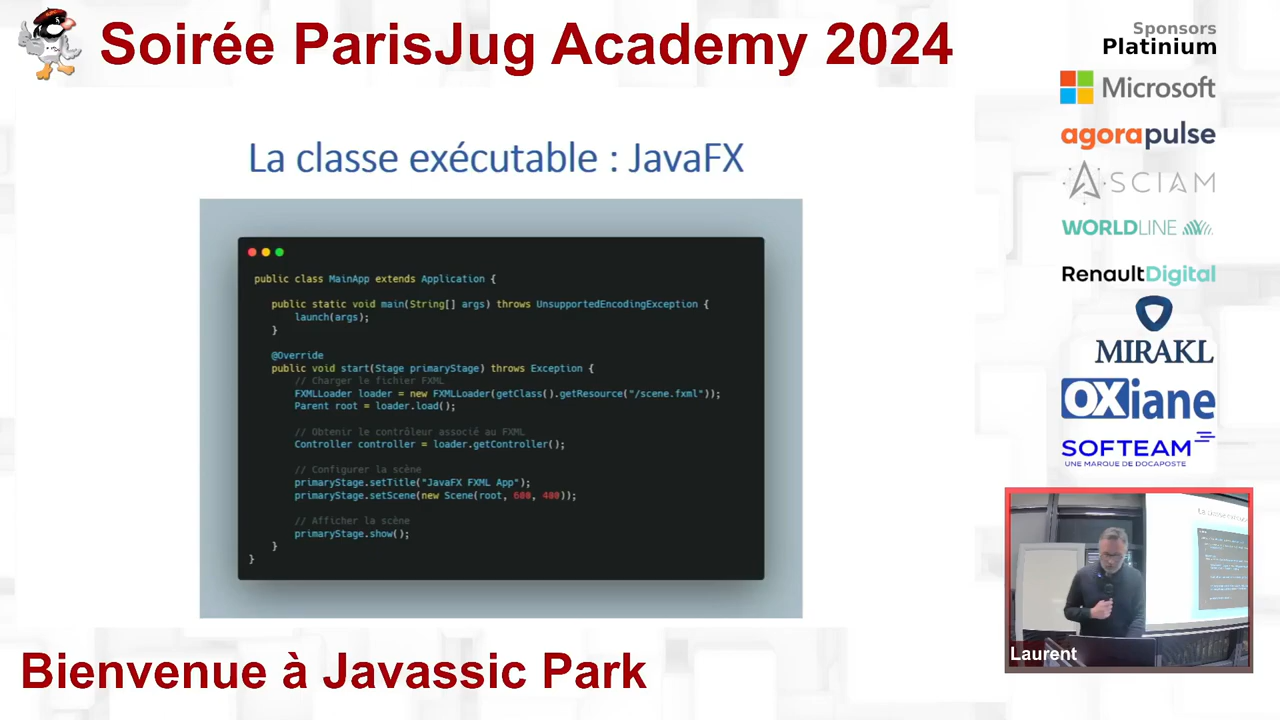 Soirée ParisJug Academy 2024
Sponsors
Platinium
Microsoft
agorapulse
ASCIAM
WORLDLINE
RenaultDigital
MIRAKL
OXiane
SOFTEAM
UNE MARQUE DE DOCAPOSTE
La classe exécutable : JavaFX
public class MainApp extends Application {
public static void main(String[] args) throws UnsupportedEncodingException {
launch(args);
}
@Override
public void start(Stage primaryStage) throws Exception {
// Charger le fichier FXML
FXMLLoader loader = new FXMLLoader(getClass().getResource("/scene.fxml"));
Parent root = loader.load();
// Obtenir le contrôleur associé au FXML
Controller controller = loader.getController();
// Configurer la scène
primaryStage.setTitle("JavaFX FXML App");
primaryStage.setScene(new Scene(root, 600, 400));
// Afficher la scène
primaryStage.show();
}
}
Laurent
Bienvenue à Javassic Park